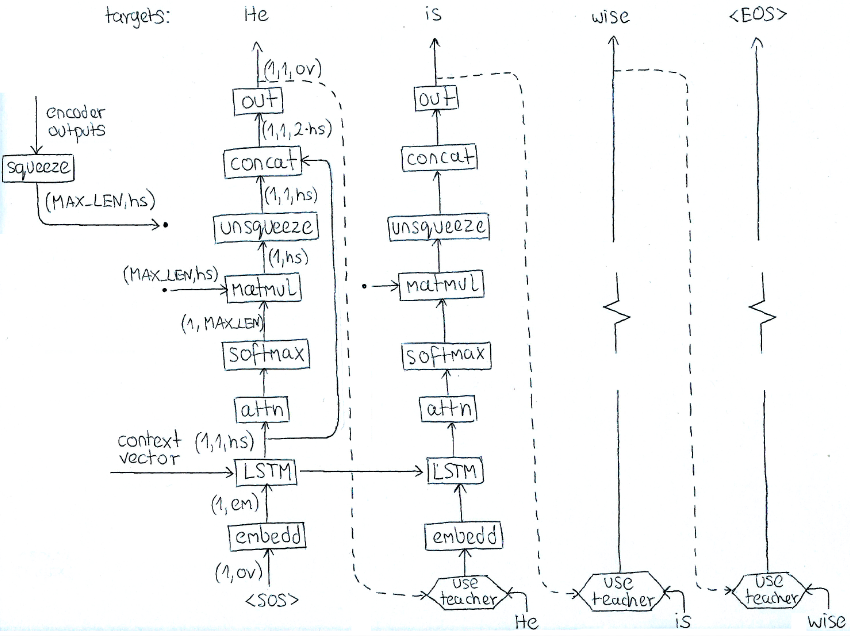 targets:
He
is
wise
<EOS>
(1,1,ov)
out
out
encoder
outputs
(1,1,2·hs)
squeeze
concat
concat
(MAX_LEN,hs)
(1,1,hs)
unsqueeze
unsqueeze
(1,hs)
(MAX_LEN,hs)
matmul
matmul
(1,MAX_LEN)
softmax
softmax
attn
attn
context
vector
(1,1,hs)
LSTM
LSTM
(1,em)
embedd
embedd
(1,ov)
<SOS>
use
teacher
use
teacher
use
teacher
He
is
wise